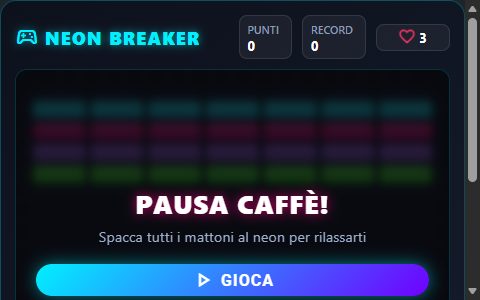 NEON BREAKER
PUNTI
0
RECORD
0
3
PAUSA CAFFÈ!
Spacca tutti i mattoni al neon per rilassarti
GIOCA